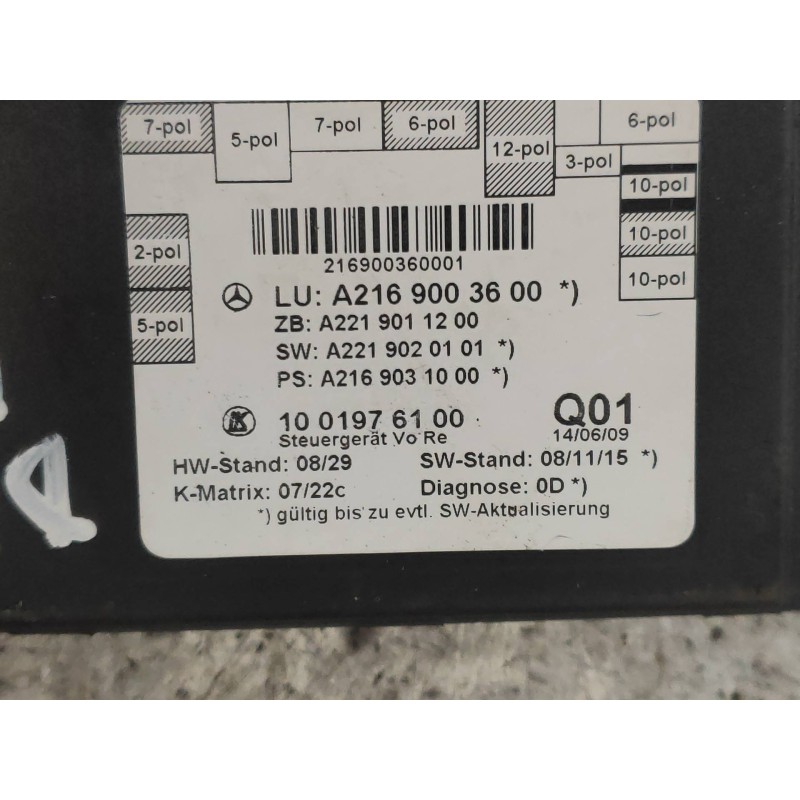 7-pol
5-pol
7-pol
6-pol
12-pol
3-pol
6-pol
10-pol
2-pol
10-pol
10-pol
5-pol
216900360001
LU: A216 900 36 00 *)
ZB: A221 901 12 00
SW: A221 902 01 01 *)
PS: A216 903 10 00 *)
10 0197 61 00
Q01
Steuergerät Vo Re
14/06/09
HW-Stand: 08/29
SW-Stand: 08/11/15 *)
K-Matrix: 07/22c
Diagnose: 0D *)
*) gültig bis zu evtl. SW-Aktualisierung